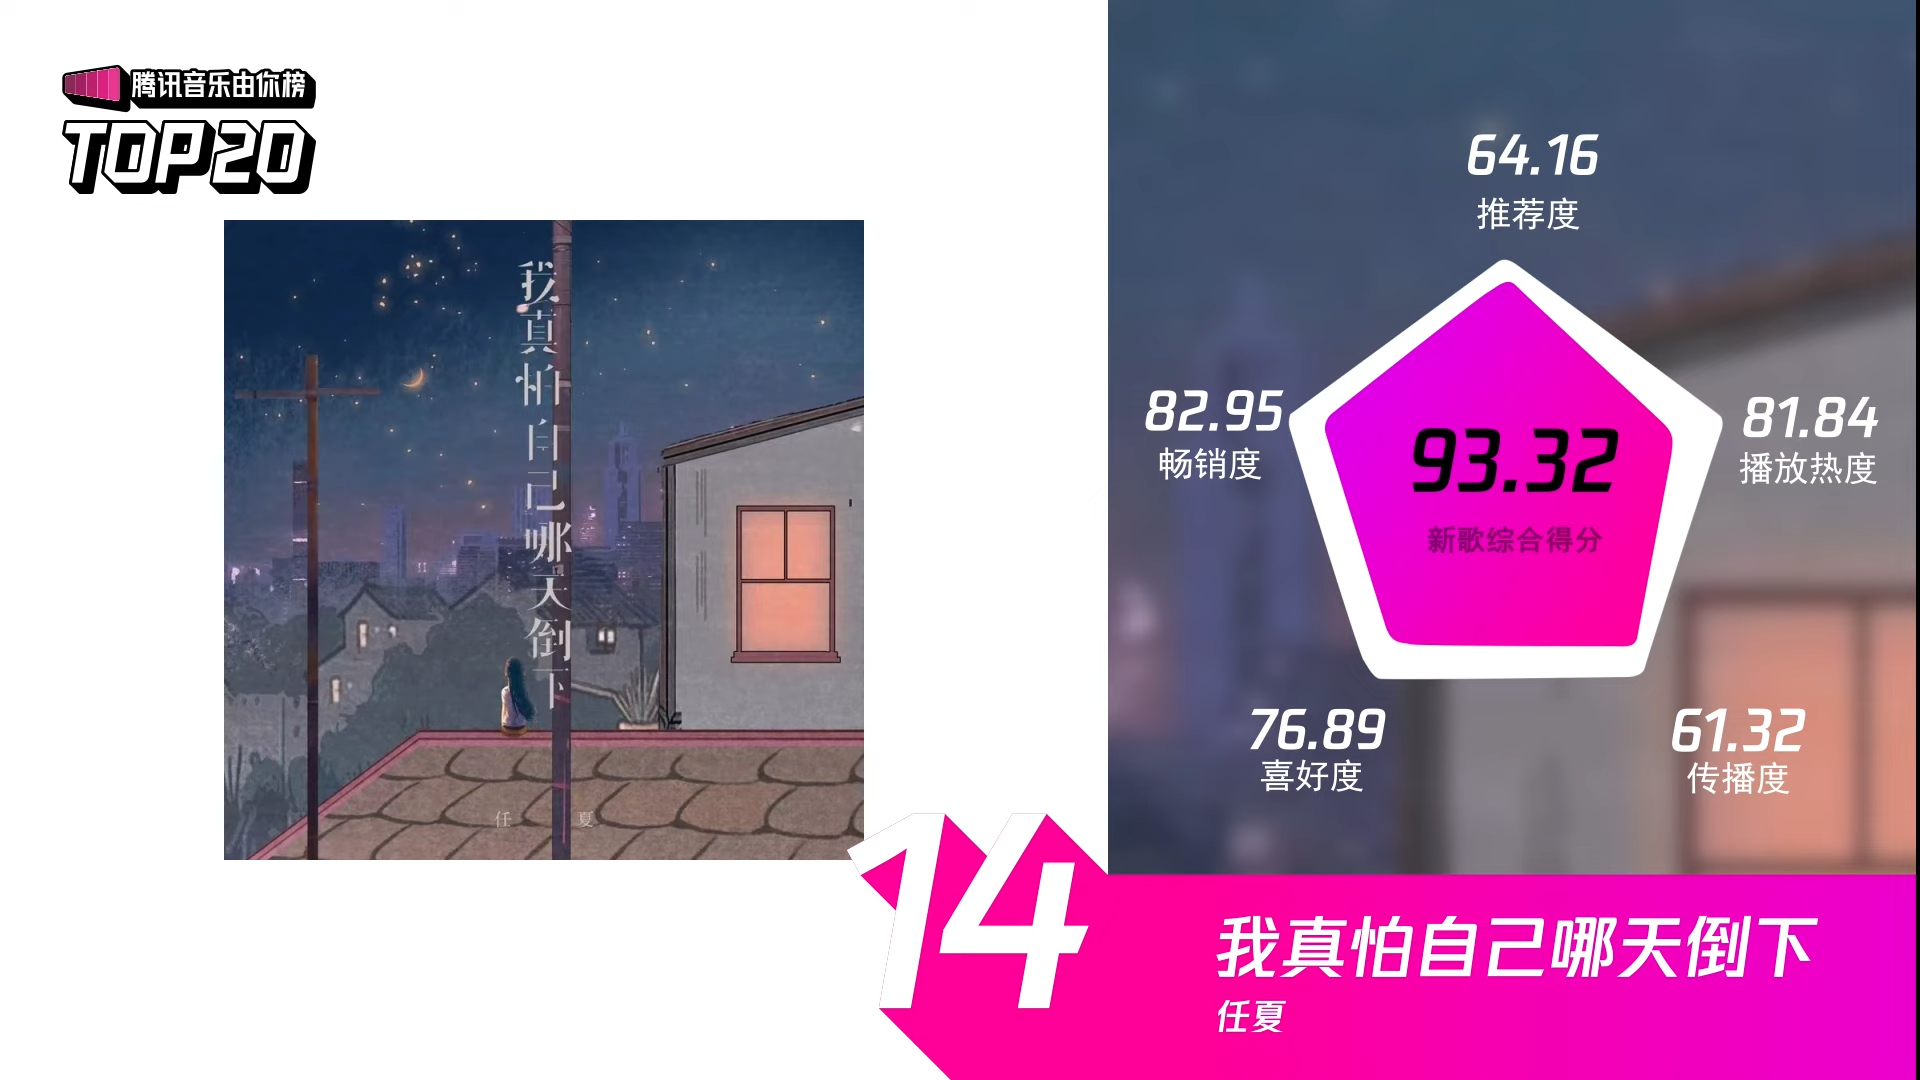 腾讯音乐由你榜
TOP20
我真怕自己哪天倒下
任 夏
64.16
推荐度
82.95
畅销度
81.84
播放热度
93.32
新歌综合得分
76.89
喜好度
61.32
传播度
14
我真怕自己哪天倒下
任夏